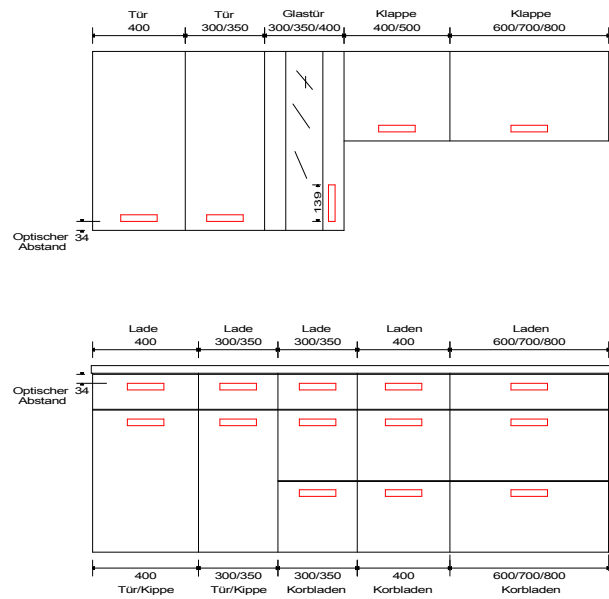 Tür Tür Glastür Klappe Klappe
400 300/350 300/350/400 400/500 600/700/800
139
Optischer
Abstand
34
Lade Lade Lade Laden Laden
400 300/350 300/350 400 600/700/800
Optischer
Abstand
34
400 300/350 300/350 400 600/700/800
Tür/Kippe Tür/Kippe Korbladen Korbladen Korbladen